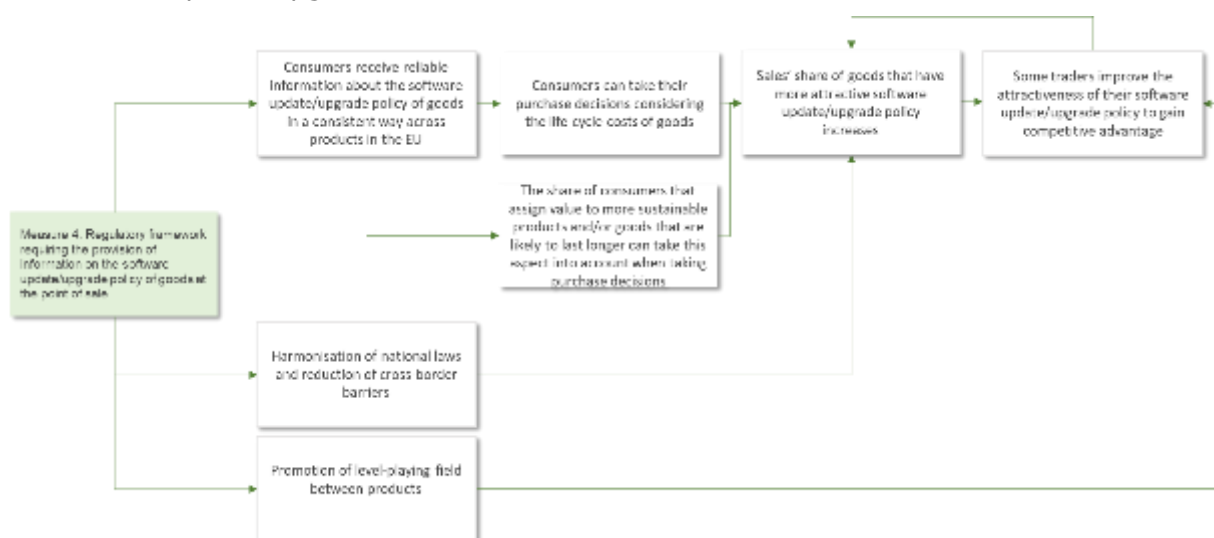 Consumers receive reliable
information about the software
update/upgrade policy of goods
in a consistent way across
products in the EU
Consumers can take their
purchase decisions considering
the life cycle costs of goods
Sales' share of goods that have
more attractive software
update/upgrade policy
increases
Some traders improve the
attractiveness of their software
update/upgrade policy to gain
competitive advantage
The share of consumers that
assign value to more sustainable
products and/or goods that are
likely to last longer can take this
aspect into account when taking
purchase decisions
Measure 4. Regulatory framework
requiring the provision of
information on the software
update/upgrade policy of goods at
the point of sale
Harmonisation of national laws
and reduction of cross border
barriers
Promotion of level-playing field
between products